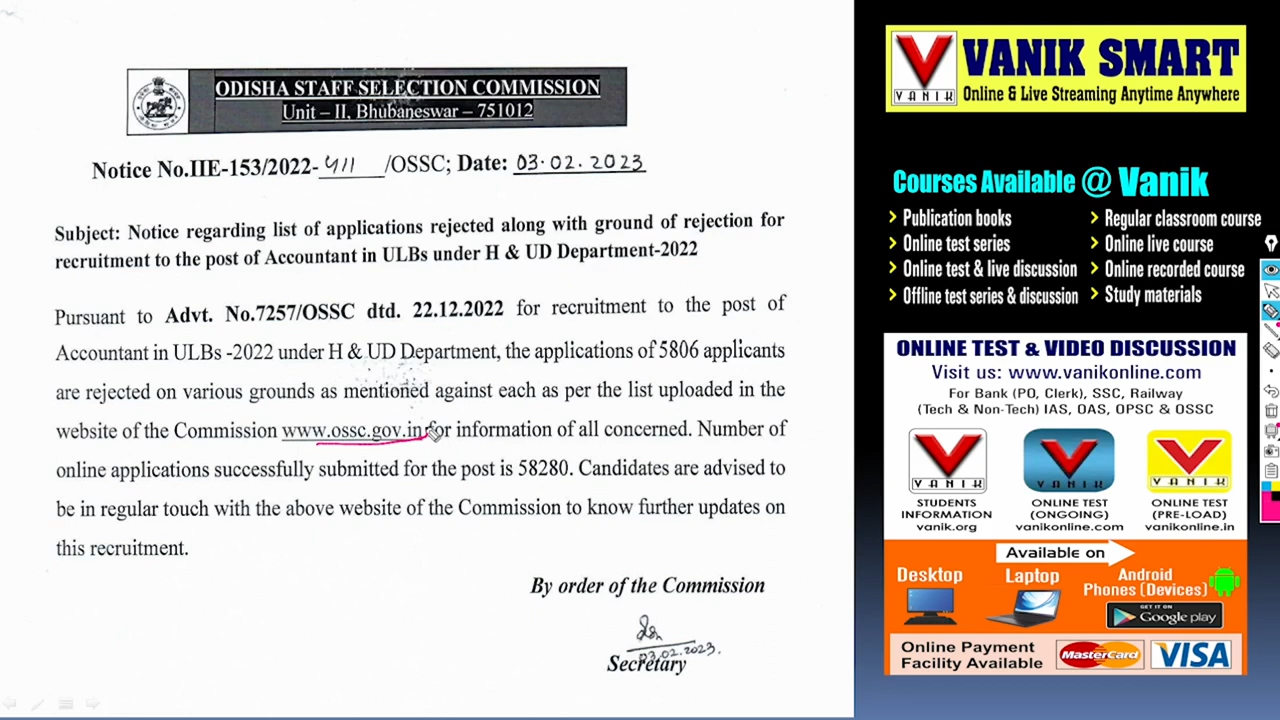 ODISHA STAFF SELECTION COMMISSION
Unit – II, Bhubaneswar – 751012
Notice No.IIE-153/2022- 411 /OSSC; Date: 03.02.2023
Subject: Notice regarding list of applications rejected along with ground of rejection for
recruitment to the post of Accountant in ULBs under H & UD Department-2022
Pursuant to Advt. No.7257/OSSC dtd. 22.12.2022 for recruitment to the post of
Accountant in ULBs -2022 under H & UD Department, the applications of 5806 applicants
are rejected on various grounds as mentioned against each as per the list uploaded in the
website of the Commission www.ossc.gov.in for information of all concerned. Number of
online applications successfully submitted for the post is 58280. Candidates are advised to
be in regular touch with the above website of the Commission to know further updates on
this recruitment.
By order of the Commission
03.02.2023.
Secretary
VANIK
VANIK SMART
Online & Live Streaming Anytime Anywhere
Courses Available @ Vanik
Publication books
Online test series
Online test & live discussion
Offline test series & discussion
Regular classroom course
Online live course
Online recorded course
Study materials
ONLINE TEST & VIDEO DISCUSSION
Visit us: www.vanikonline.com
For Bank (PO, Clerk), SSC, Railway
(Tech & Non-Tech) IAS, OAS, OPSC & OSSC
VANIK
VANIK
VANIK
STUDENTS
INFORMATION
vanik.org
ONLINE TEST
(ONGOING)
vanikonline.com
ONLINE TEST
(PRE-LOAD)
vanikonline.in
Available on
Desktop
Laptop
Android
Phones (Devices)
GET IT ON
Google play
Online Payment
Facility Available
MasterCard
VISA